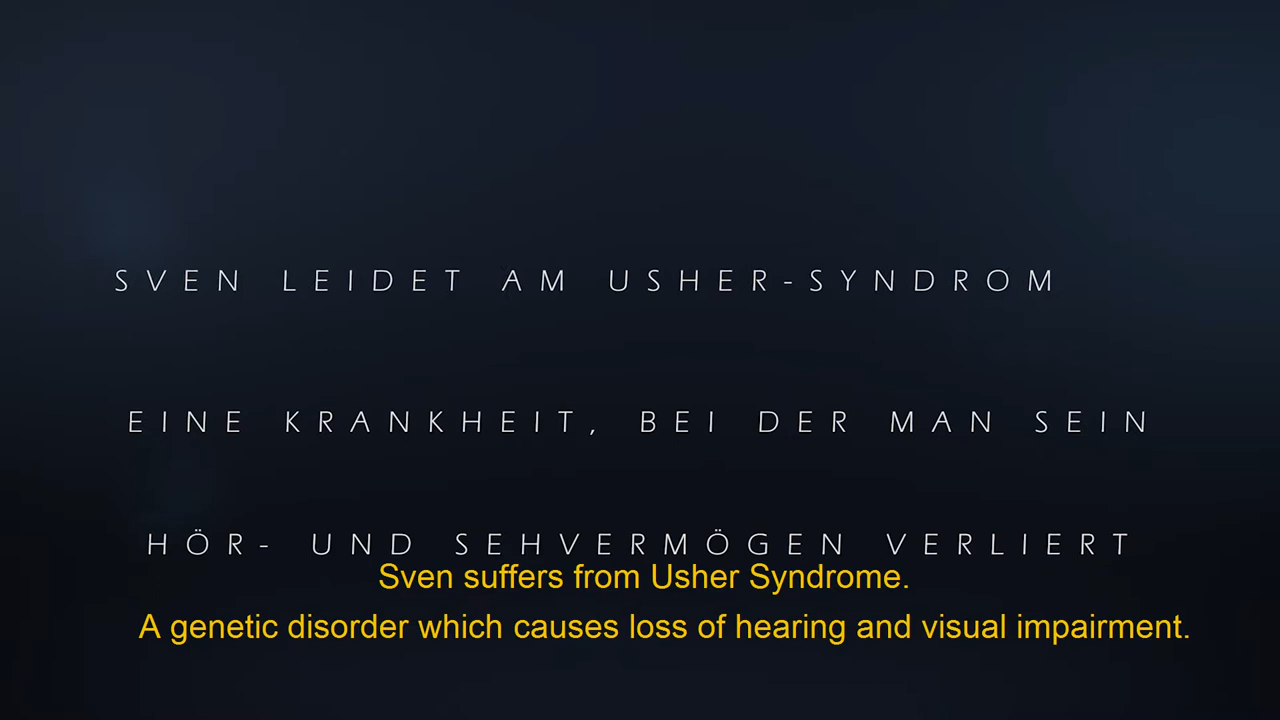 SVEN LEIDET AM USHER-SYNDROM
EINE KRANKHEIT, BEI DER MAN SEIN
HÖR- UND SEHVERMÖGEN VERLIERT
Sven suffers from Usher Syndrome.
A genetic disorder which causes loss of hearing and visual impairment.